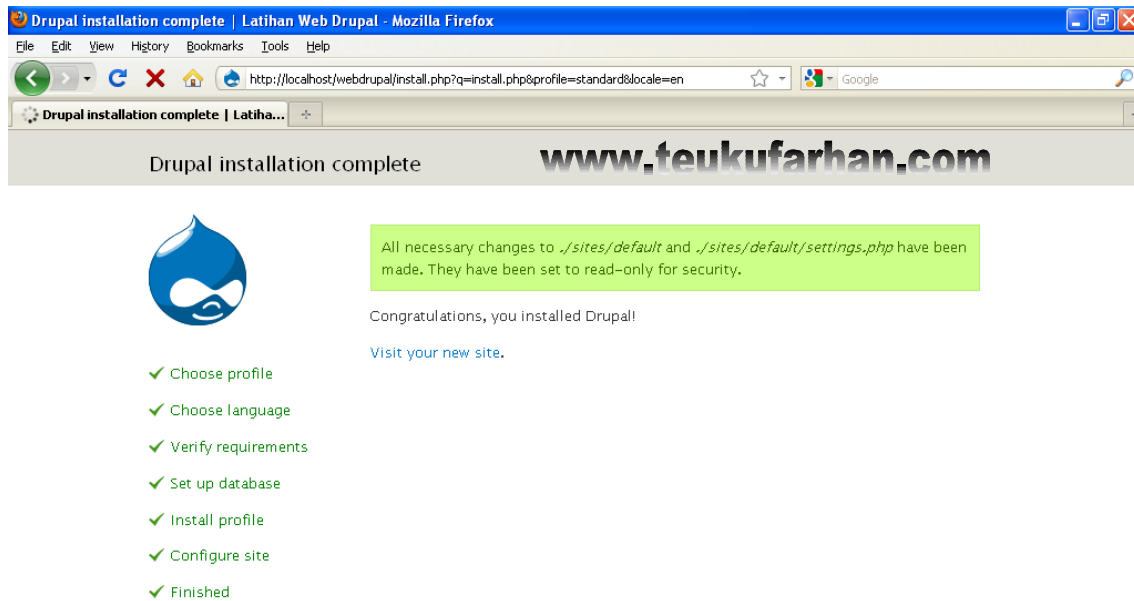 Drupal installation complete | Latihan Web Drupal - Mozilla Firefox
File Edit View History Bookmarks Tools Help
http://localhost/webdrupal/install.php?q=install.php&profile=standard&locale=en
Google
Drupal installation complete | Latiha...
Drupal installation complete
www.teukufarhan.com
All necessary changes to ./sites/default and ./sites/default/settings.php have been
made. They have been set to read-only for security.
Congratulations, you installed Drupal!
Visit your new site.
Choose profile
Choose language
Verify requirements
Set up database
Install profile
Configure site
Finished